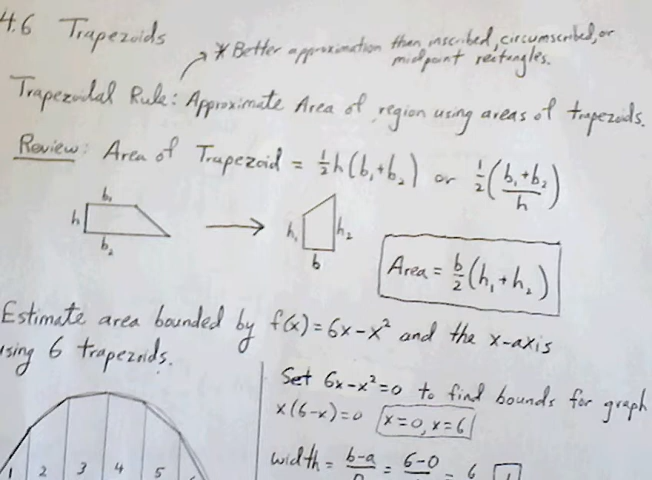 4.6 Trapezoids
* Better approximation than inscribed, circumscribed, or
midpoint rectangles.
Trapezoidal Rule: Approximate Area of region using areas of trapezoids.
Review: Area of Trapezoid = ½h(b₁+b₂) or ½((b₁+b₂)/h)
b₁
h
b₂
h₁ h₂
b
Area = b/2 (h₁+h₂)
Estimate area bounded by f(x)=6x-x² and the x-axis
using 6 trapezoids.
Set 6x-x²=0 to find bounds for graph
x(6-x)=0 x=0, x=6
width = b-a = 6-0 = 6
1 2 3 4 5